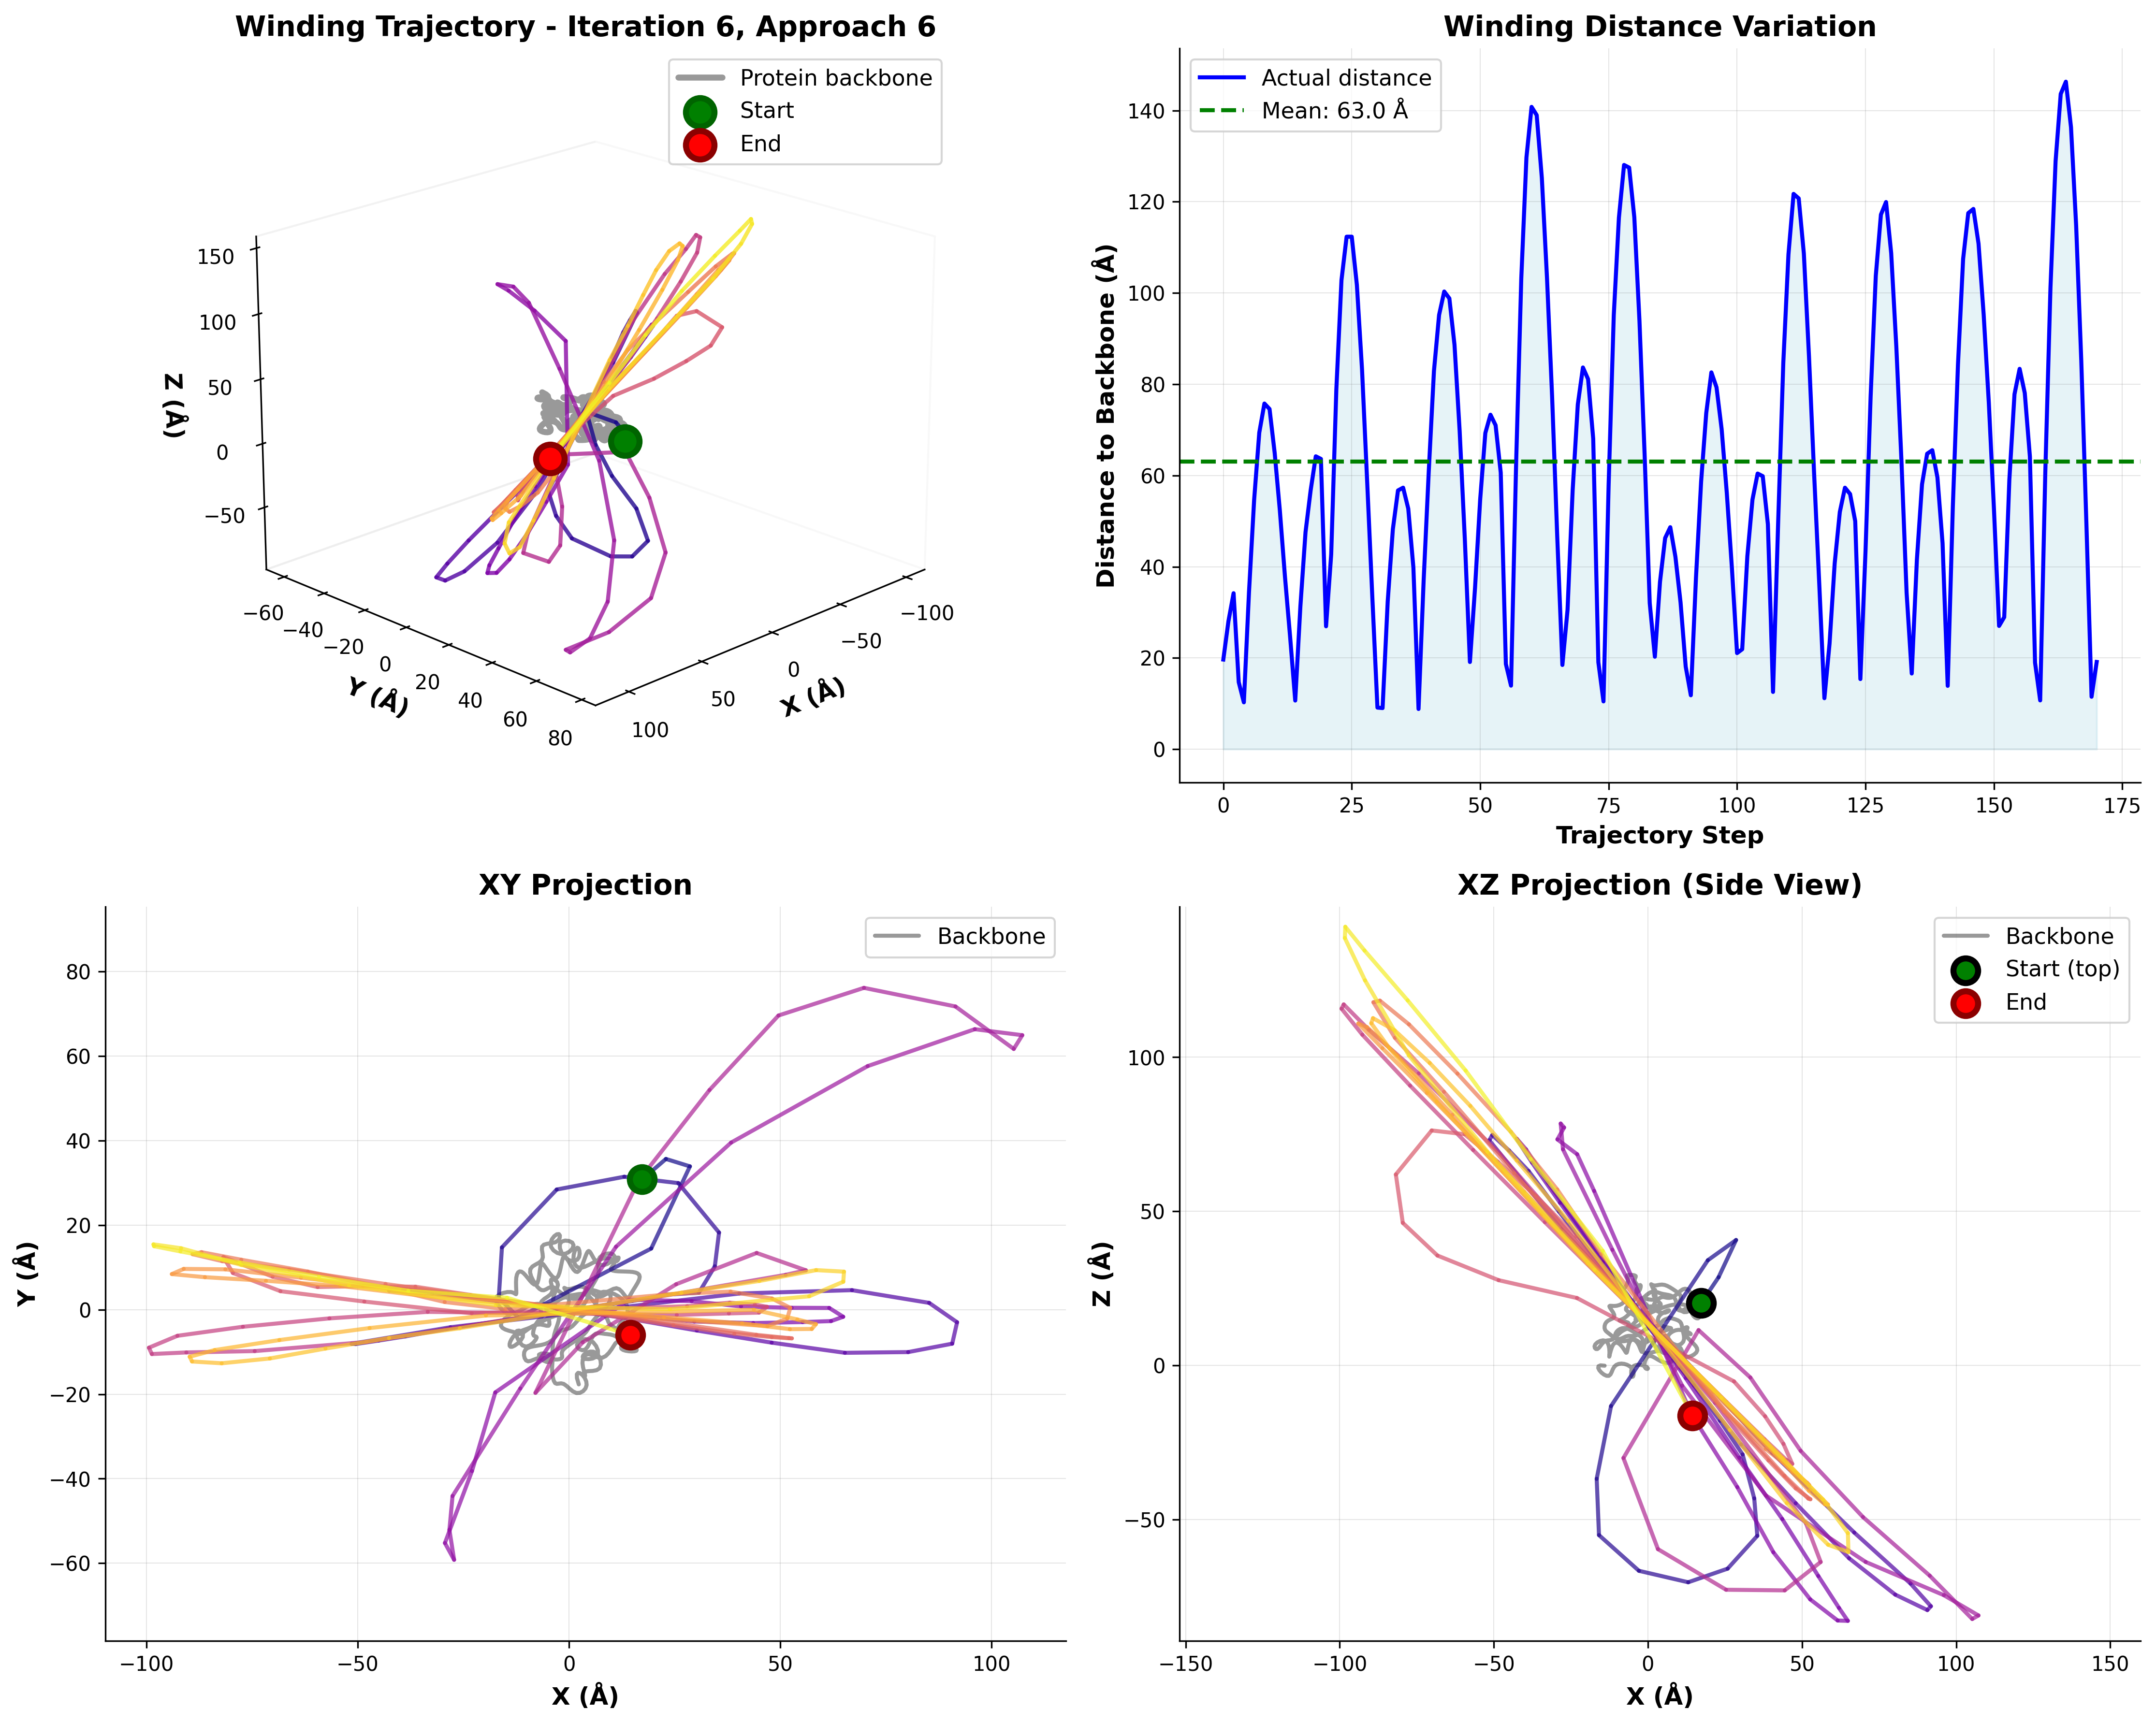 Winding Trajectory - Iteration 6, Approach 6
Protein backbone
Start
End
150
100
50
0
−50
Z (Å)
−60
−40
−20
0
20
40
60
80
Y (Å)
100
50
0
−50
−100
X (Å)
Winding Distance Variation
Actual distance
Mean: 63.0 Å
140
120
100
80
60
40
20
0
Distance to Backbone (Å)
0
25
50
75
100
125
150
175
Trajectory Step
XY Projection
Backbone
80
60
40
20
0
−20
−40
−60
Y (Å)
−100
−50
0
50
100
X (Å)
XZ Projection (Side View)
Backbone
Start (top)
End
100
50
0
−50
Z (Å)
−150
−100
−50
0
50
100
150
X (Å)